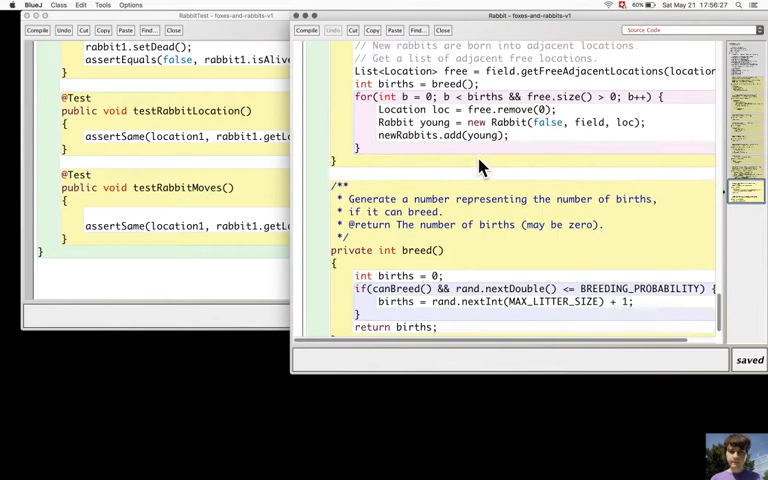 BlueJ Class Edit Tools Options
60% Sat May 21 17:56:27
RabbitTest - foxes-and-rabbits-v1
Compile Undo Cut Copy Paste Find... Close
rabbit1.setDead();
assertEquals(false, rabbit1.isAlive
}
@Test
public void testRabbitLocation()
{
assertSame(location1, rabbit1.getLo
}
@Test
public void testRabbitMoves()
{
assertSame(location1, rabbit1.getLo
}
}
Rabbit - foxes-and-rabbits-v1
Compile Undo Cut Copy Paste Find... Close Source Code
// New rabbits are born into adjacent locations.
// Get a list of adjacent free locations.
List<Location> free = field.getFreeAdjacentLocations(location
int births = breed();
for(int b = 0; b < births && free.size() > 0; b++) {
Location loc = free.remove(0);
Rabbit young = new Rabbit(false, field, loc);
newRabbits.add(young);
}
}
/**
* Generate a number representing the number of births,
* if it can breed.
* @return The number of births (may be zero).
*/
private int breed()
{
int births = 0;
if(canBreed() && rand.nextDouble() <= BREEDING_PROBABILITY) {
births = rand.nextInt(MAX_LITTER_SIZE) + 1;
}
return births;
saved